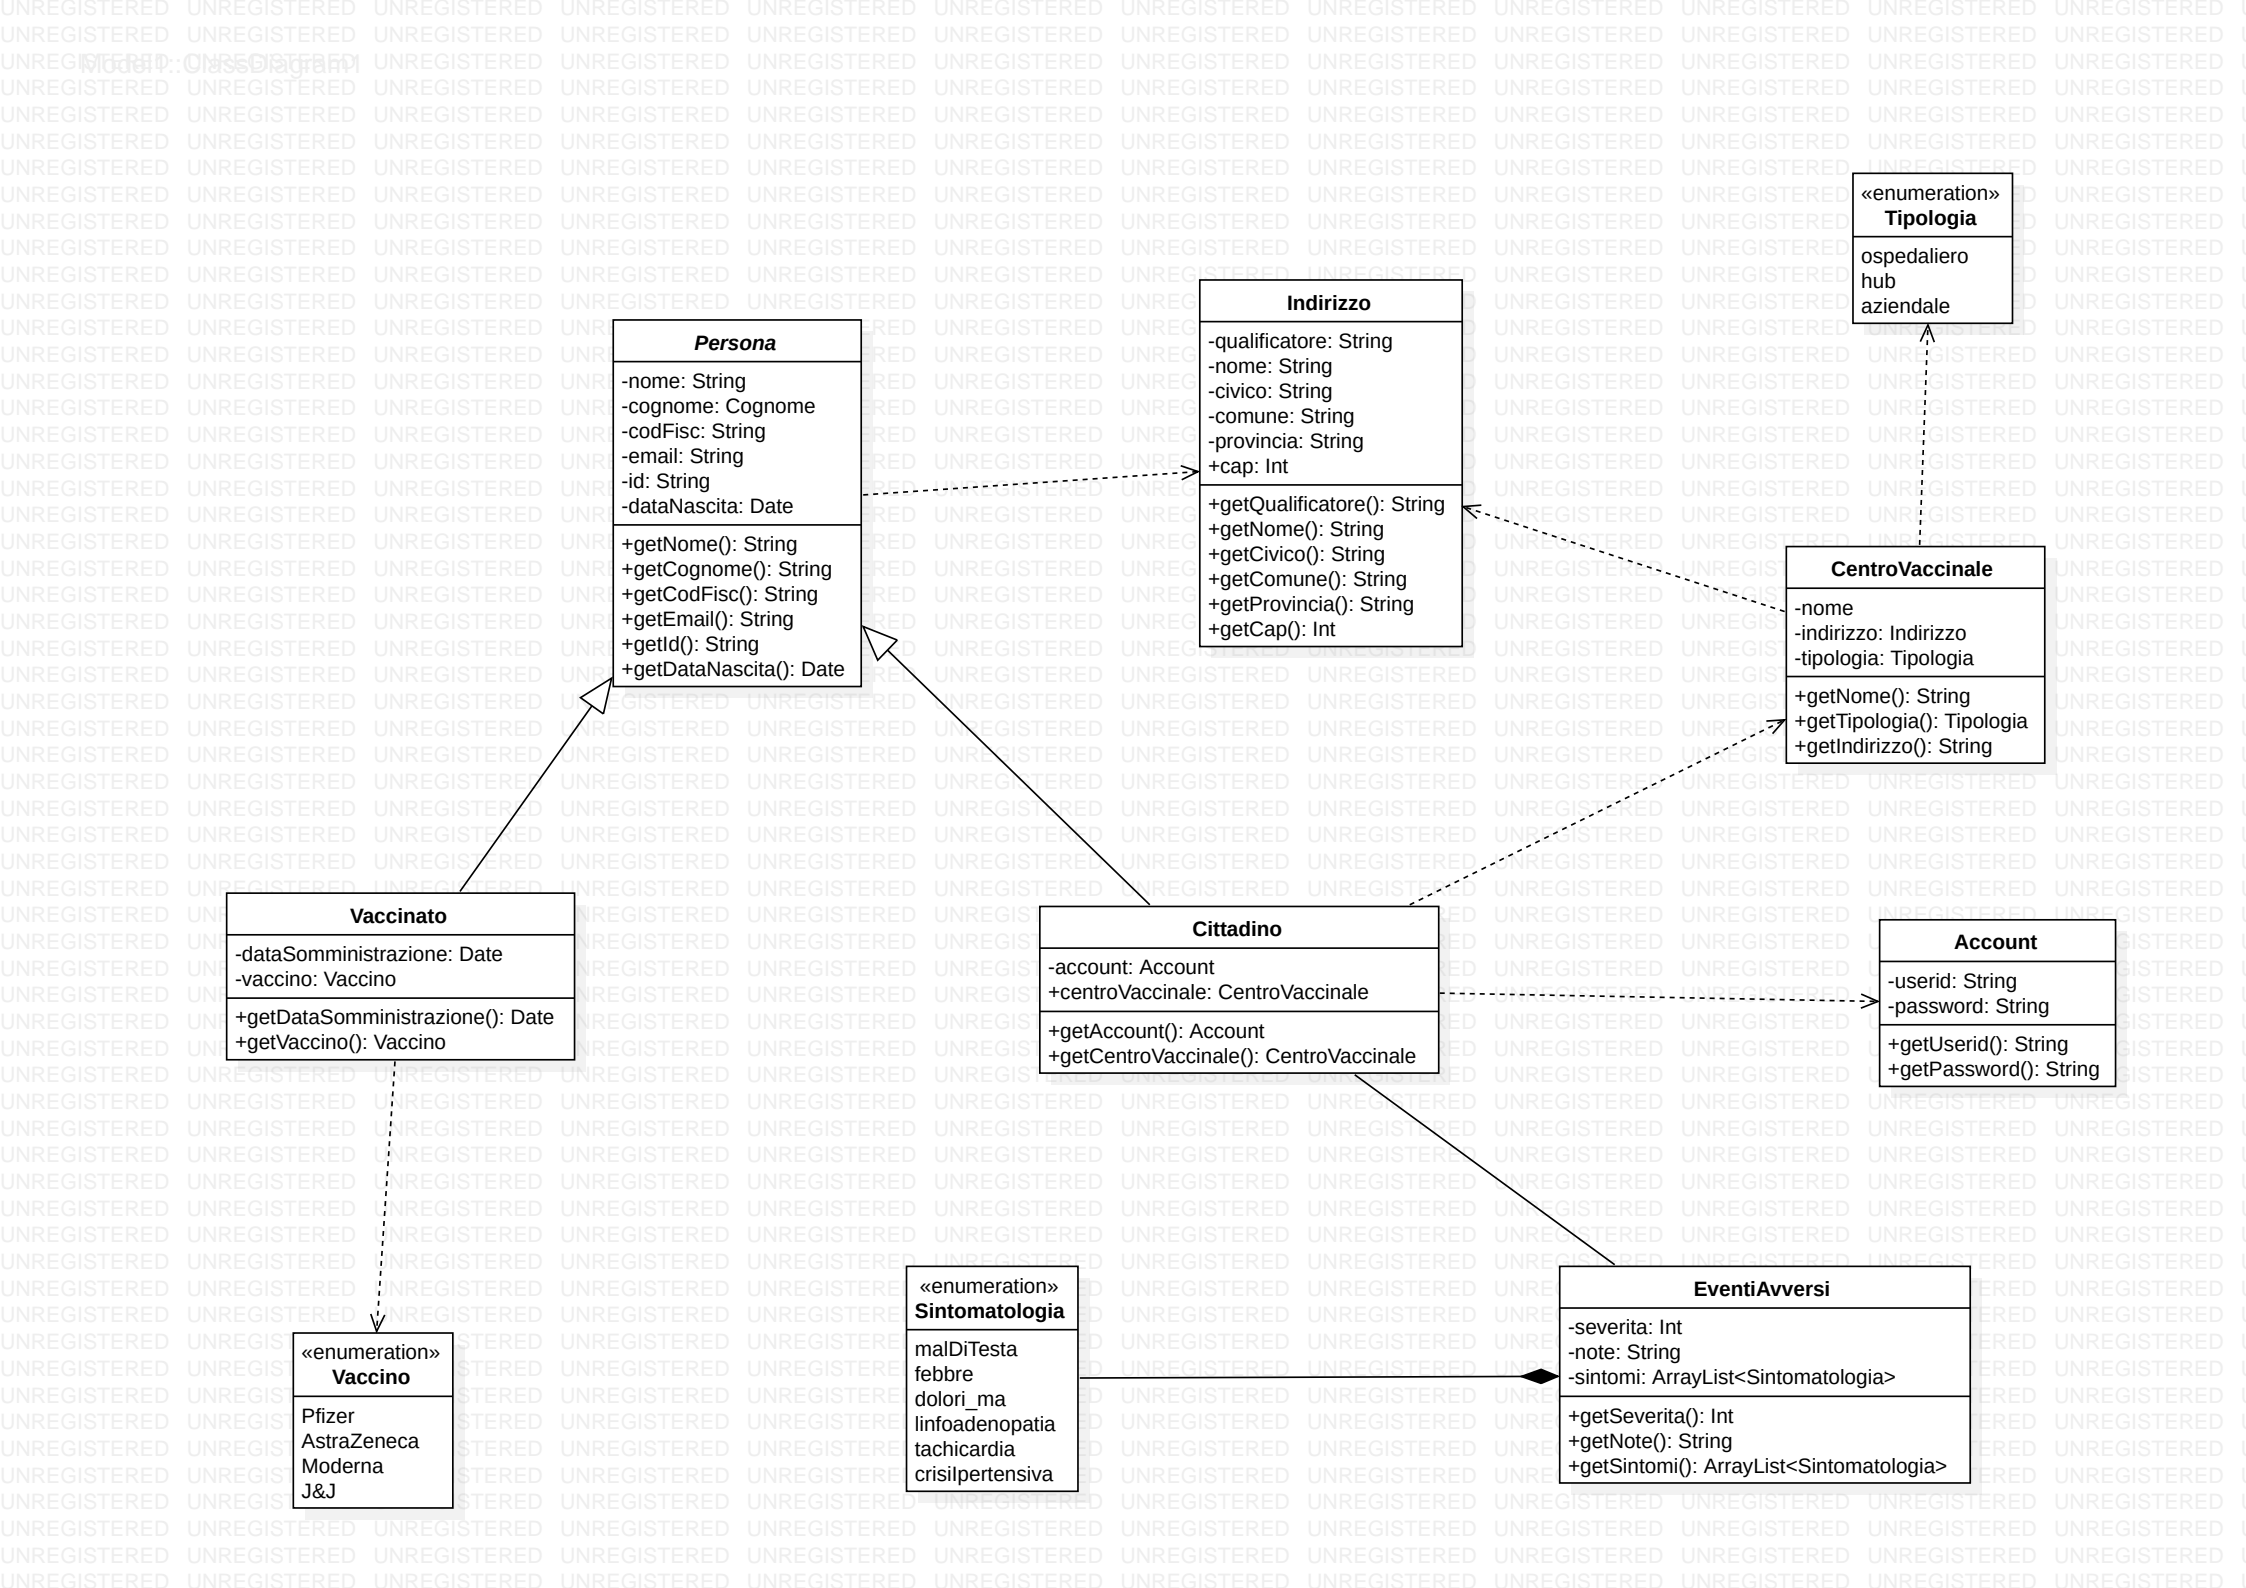 Model1::ClassDiagram1
«enumeration»
Tipologia
ospedaliero
hub
aziendale
Indirizzo
-qualificatore: String
-nome: String
-civico: String
-comune: String
-provincia: String
+cap: Int
+getQualificatore(): String
+getNome(): String
+getCivico(): String
+getComune(): String
+getProvincia(): String
+getCap(): Int
Persona
-nome: String
-cognome: Cognome
-codFisc: String
-email: String
-id: String
-dataNascita: Date
+getNome(): String
+getCognome(): String
+getCodFisc(): String
+getEmail(): String
+getId(): String
+getDataNascita(): Date
CentroVaccinale
-nome
-indirizzo: Indirizzo
-tipologia: Tipologia
+getNome(): String
+getTipologia(): Tipologia
+getIndirizzo(): String
Vaccinato
-dataSomministrazione: Date
-vaccino: Vaccino
+getDataSomministrazione(): Date
+getVaccino(): Vaccino
Cittadino
-account: Account
+centroVaccinale: CentroVaccinale
+getAccount(): Account
+getCentroVaccinale(): CentroVaccinale
Account
-userid: String
-password: String
+getUserid(): String
+getPassword(): String
«enumeration»
Sintomatologia
malDiTesta
febbre
dolori_ma
linfoadenopatia
tachicardia
crisiIpertensiva
EventiAvversi
-severita: Int
-note: String
-sintomi: ArrayList<Sintomatologia>
+getSeverita(): Int
+getNote(): String
+getSintomi(): ArrayList<Sintomatologia>
«enumeration»
Vaccino
Pfizer
AstraZeneca
Moderna
J&J
UNREGISTERED